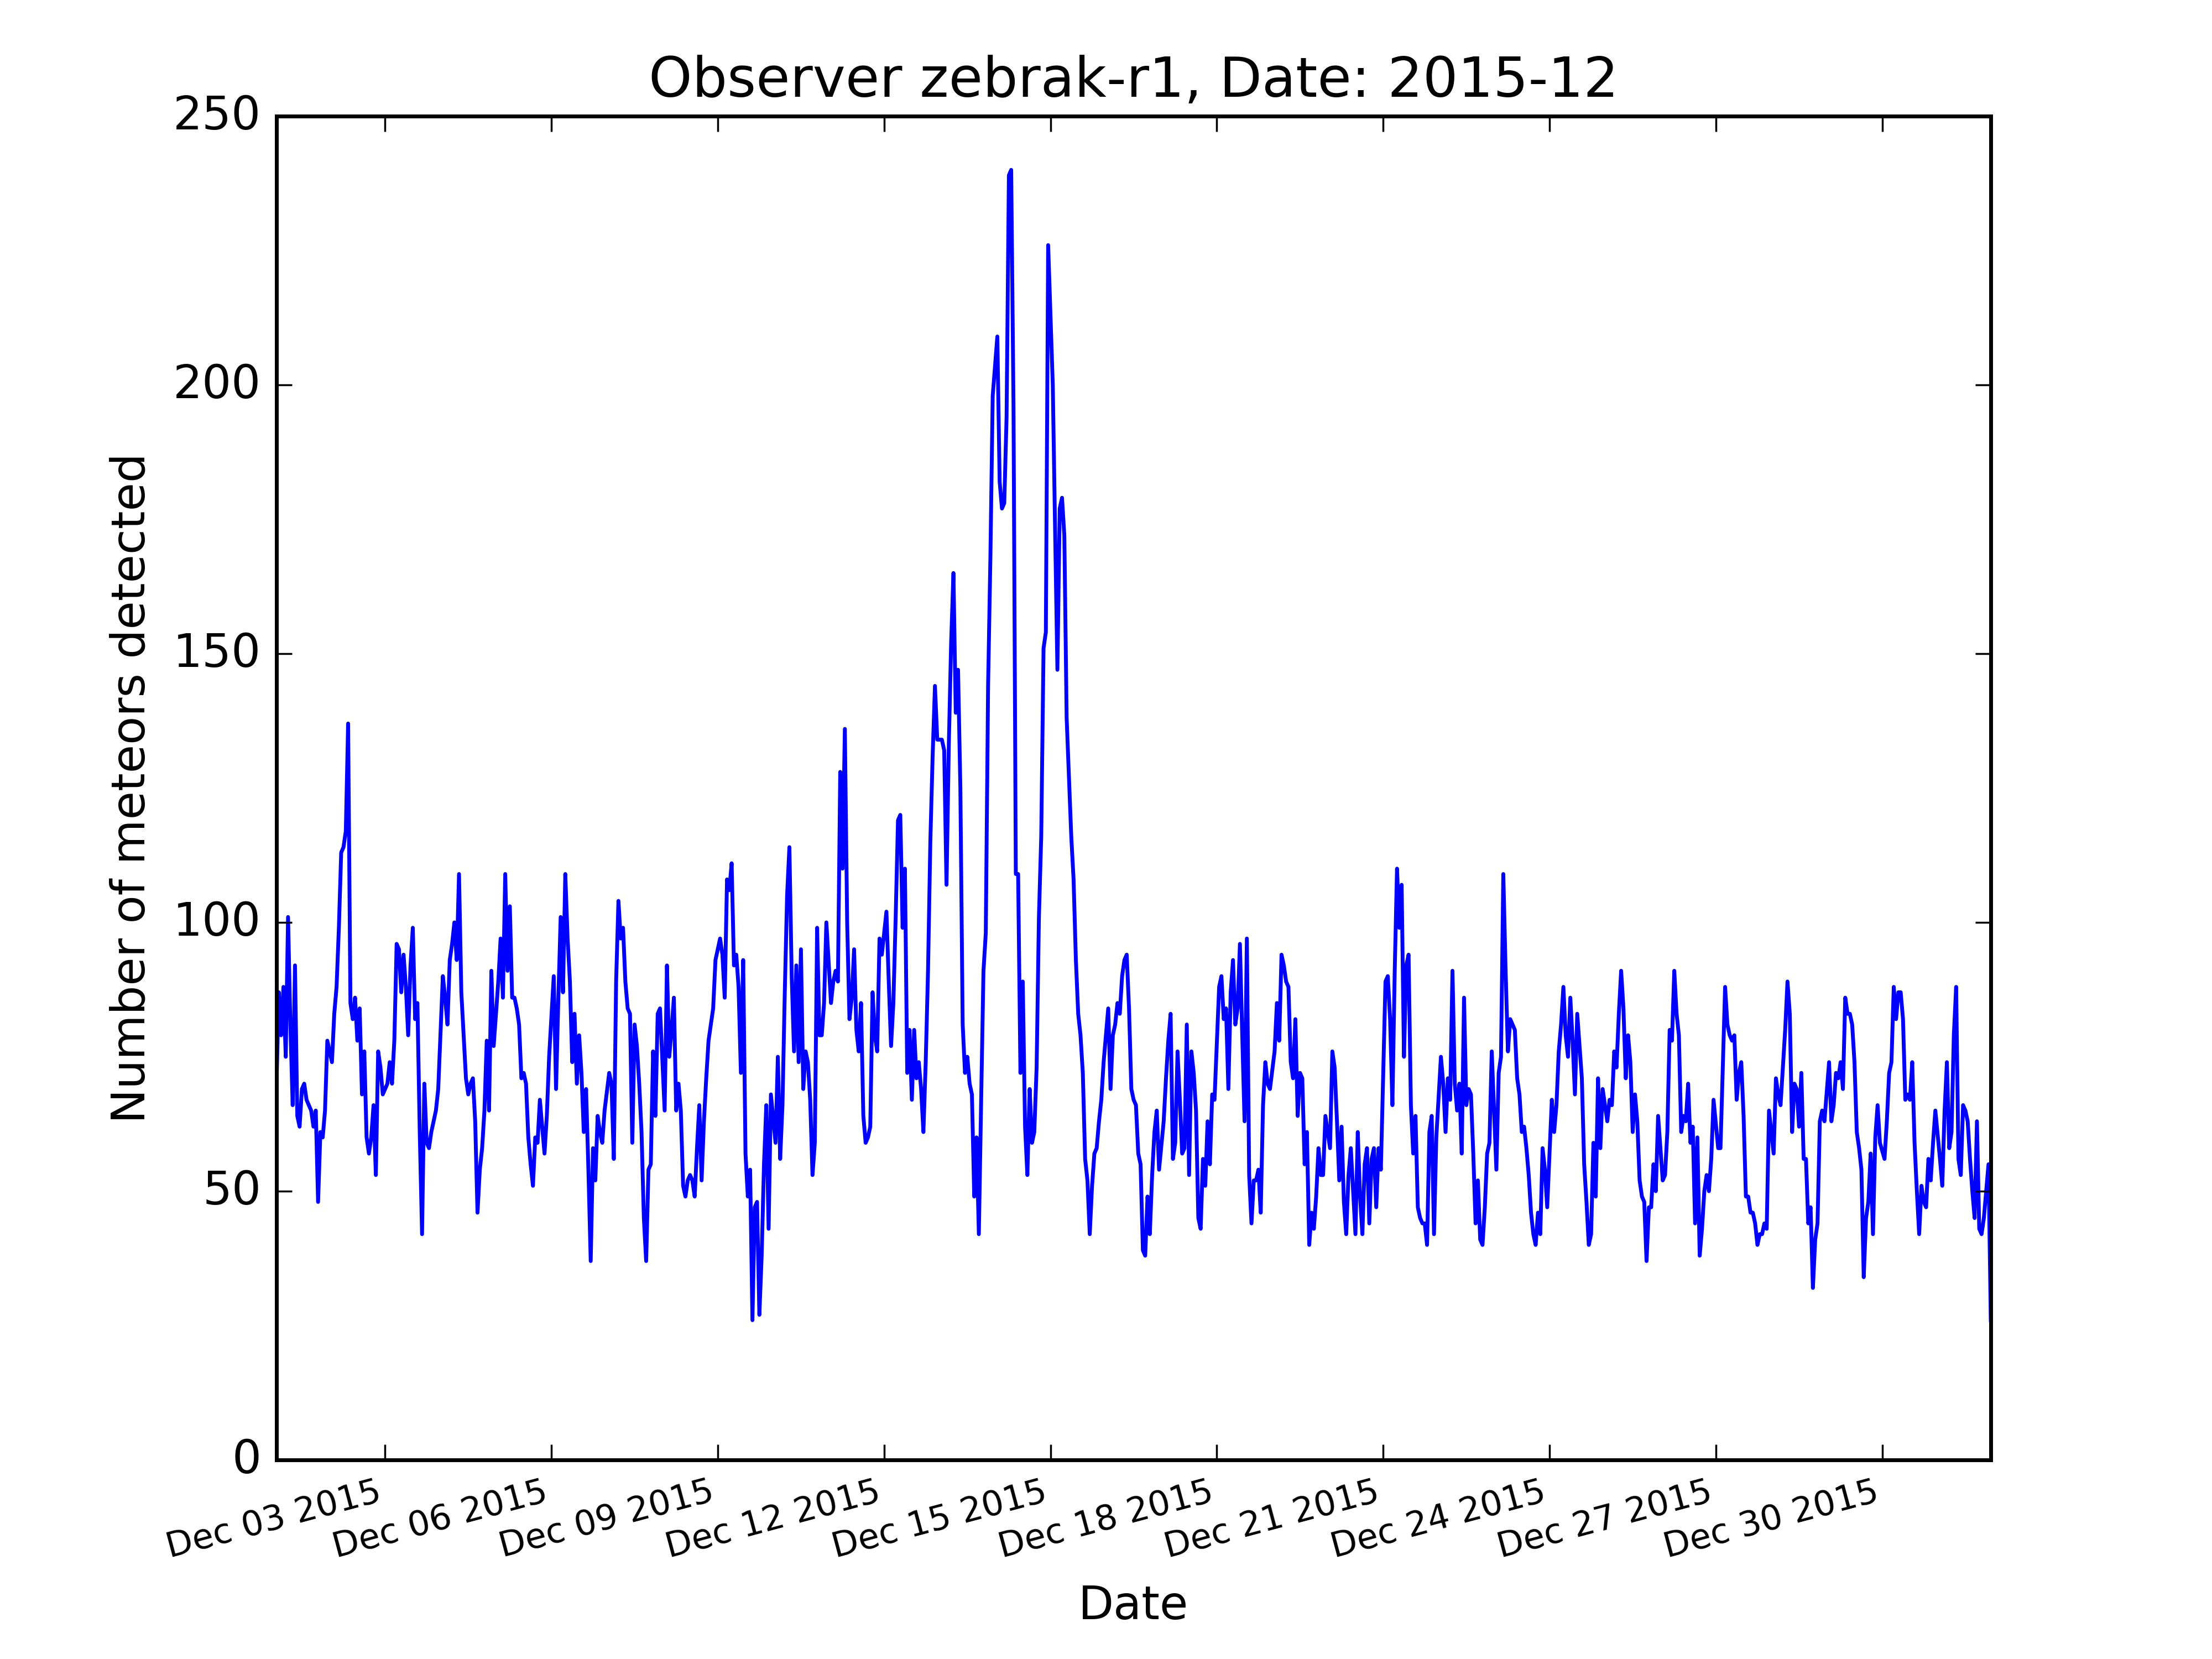 Observer zebrak-r1, Date: 2015-12
250
200
150
100
50
0
Number of meteors detected
Dec 03 2015
Dec 06 2015
Dec 09 2015
Dec 12 2015
Dec 15 2015
Dec 18 2015
Dec 21 2015
Dec 24 2015
Dec 27 2015
Dec 30 2015
Date